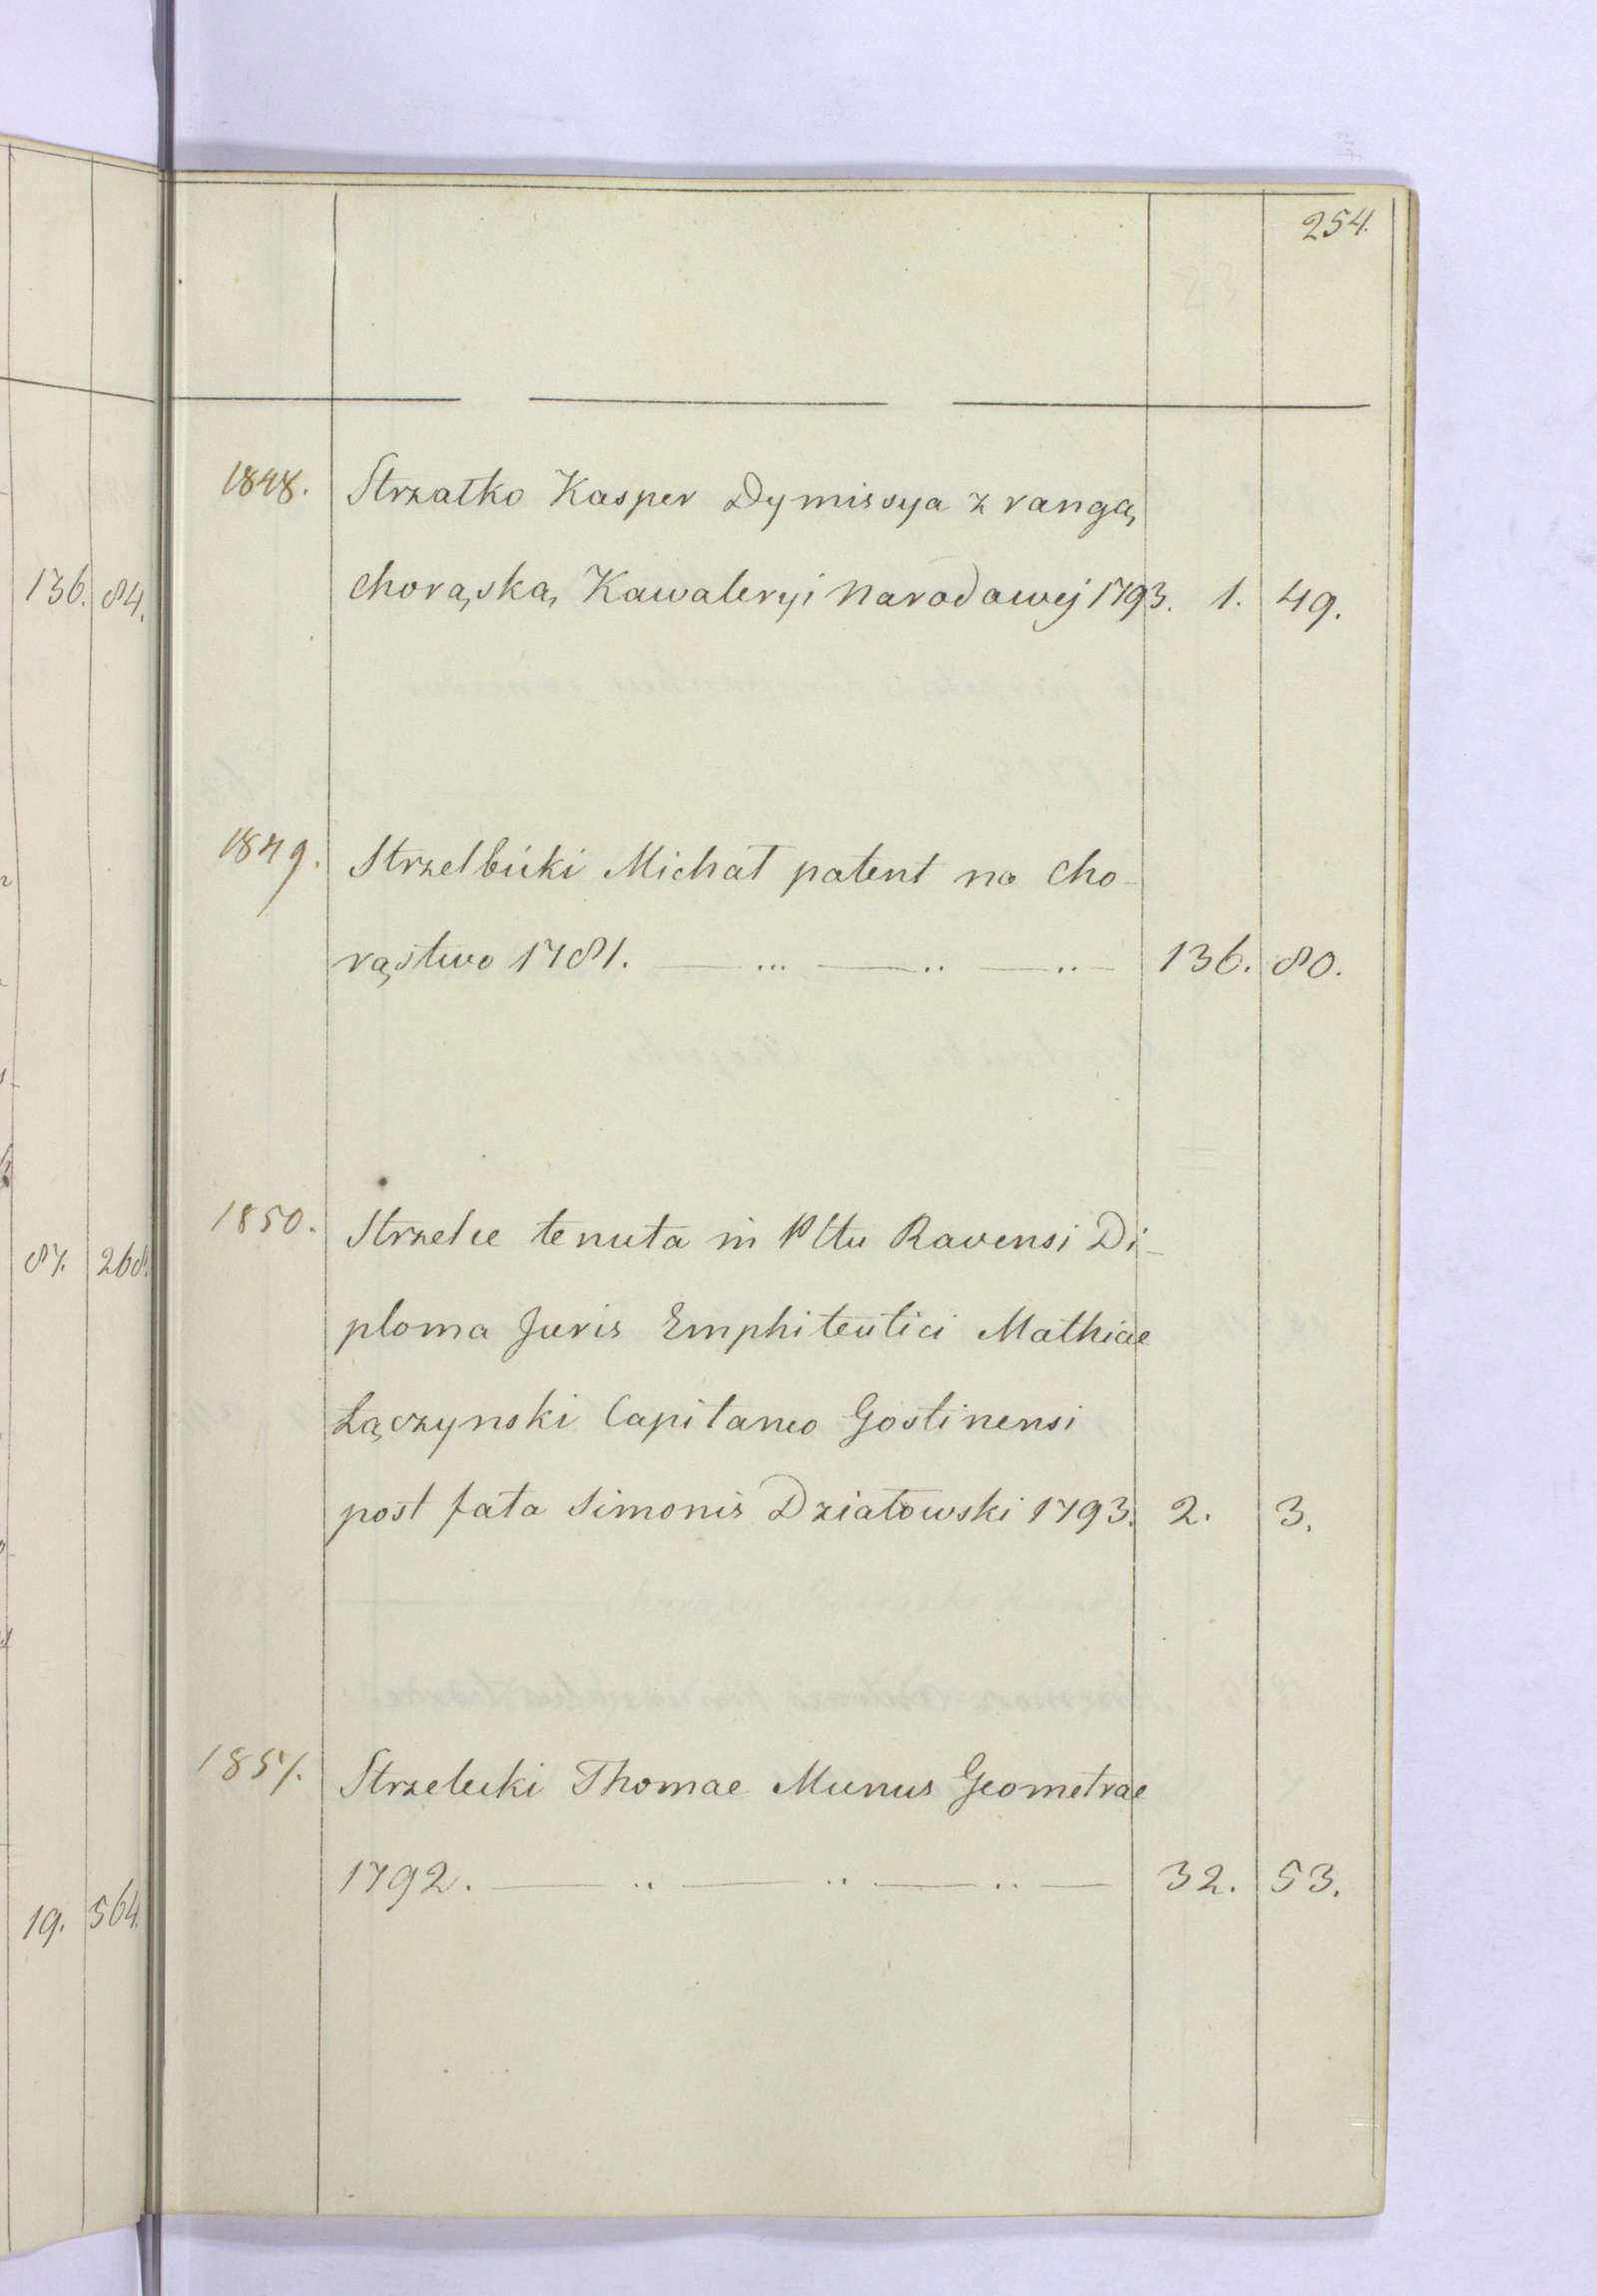 254.
1848. Strzałko Kasper Dymissya z rangą
chorąską Kawaleryi Narodowej 1793. 1. 49.
136. 84.
1849. Strzelbicki Michał patent na cho-
rąstwo 1781. 136. 80.
1850. Strzelce tenuta in Pltu Ravensi Di-
87. 268.
ploma Juris Emphiteutici Mathiae
Łączynski Capitaneo Gostinensi
post fata Simonis Działowski 1793. 2. 3.
1851. Strzelecki Thomae Munus Geometrae
1792. 32. 53.
19. 564.